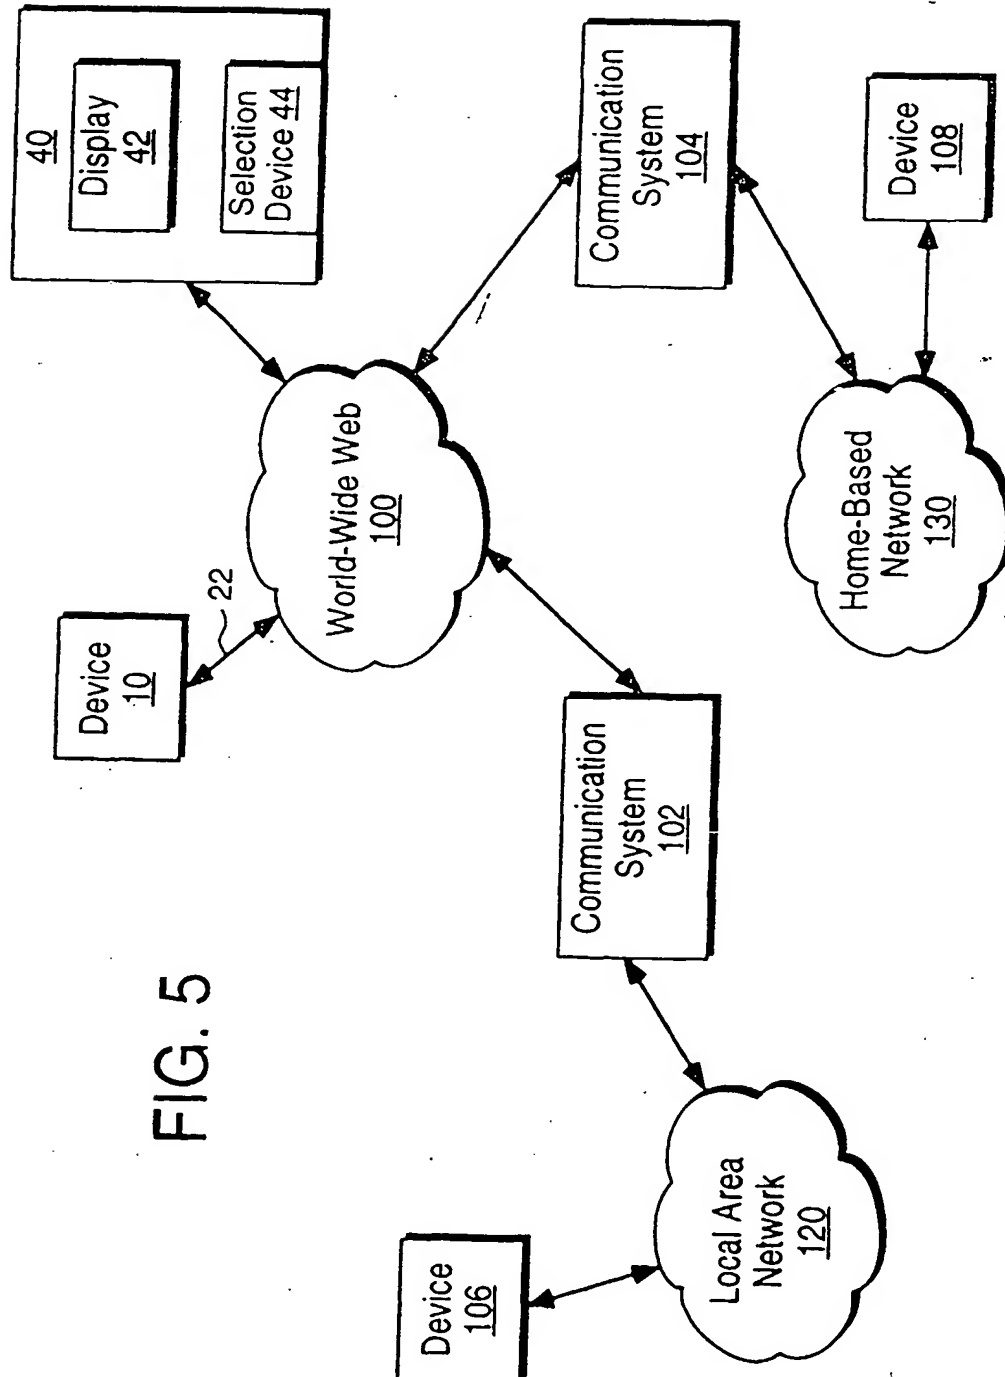 FIG. 5
Device
106
Local Area
Network
120
Communication
System
102
Device
10
22
World-Wide Web
100
40
Display
42
Selection
Device 44
Communication
System
104
Home-Based
Network
130
Device
108